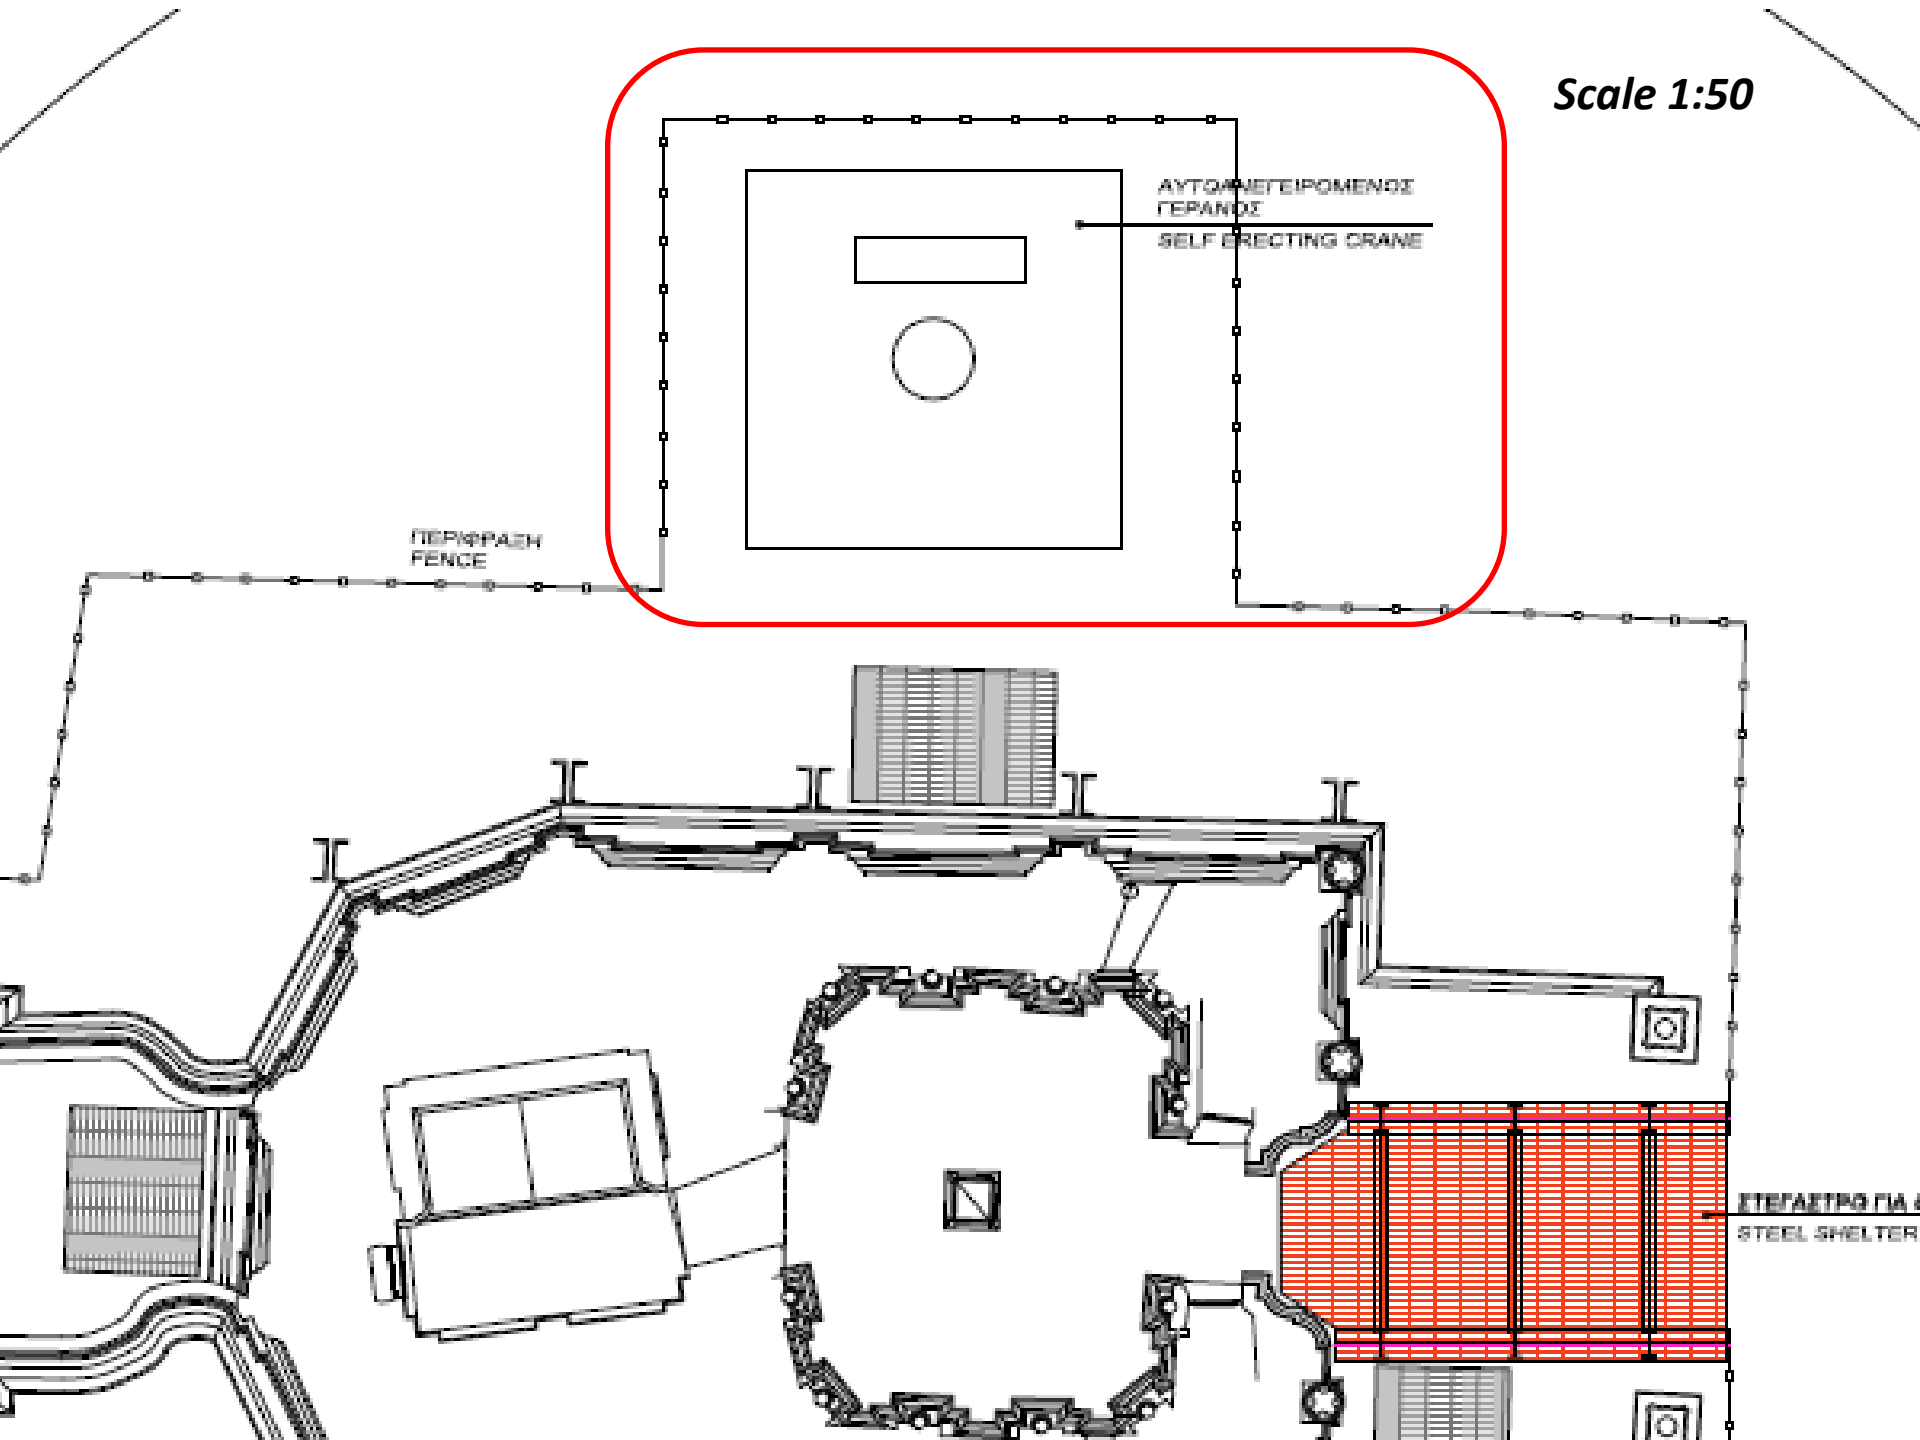 Scale 1:50
ΑΥΤΟΑΝΕΓΕΙΡΟΜΕΝΟΣ
ΓΕΡΑΝΟΣ
SELF ERECTING CRANE
ΠΕΡΙΦΡΑΞΗ
FENCE
ΣΤΕΓΑΣΤΡΟ ΓΙΑ
STEEL SHELTER